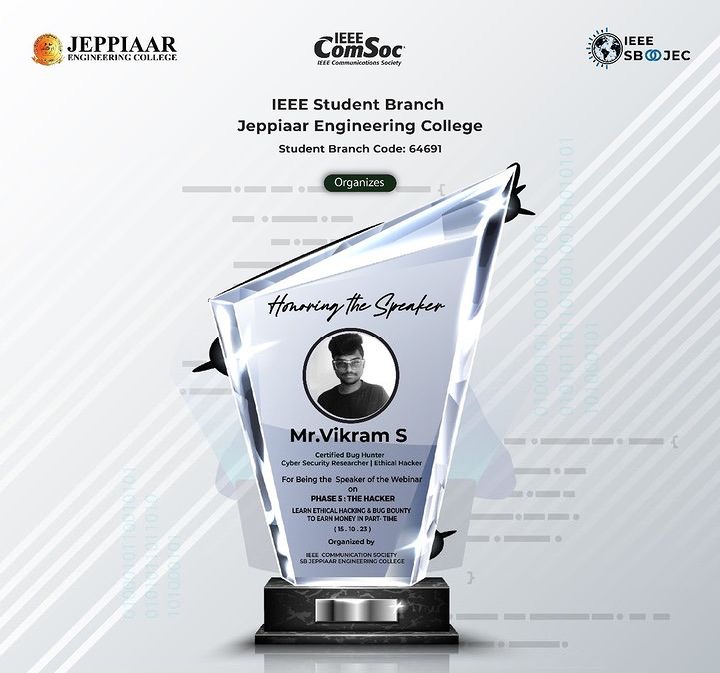 JEPPIAAR
ENGINEERING COLLEGE
IEEE
ComSoc
IEEE Communications Society
IEEE
SB JEC
IEEE Student Branch
Jeppiaar Engineering College
Student Branch Code: 64691
Organizes
Honoring the Speaker
Mr.Vikram S
Certified Bug Hunter
Cyber Security Researcher | Ethical Hacker
For Being the Speaker of the Webinar
on
PHASE 5 : THE HACKER
LEARN ETHICAL HACKING & BUG BOUNTY
TO EARN MONEY IN PART- TIME
( 15 . 10 . 23 )
Organized by
IEEE COMMUNICATION SOCIETY
SB JEPPIAAR ENGINEERING COLLEGE